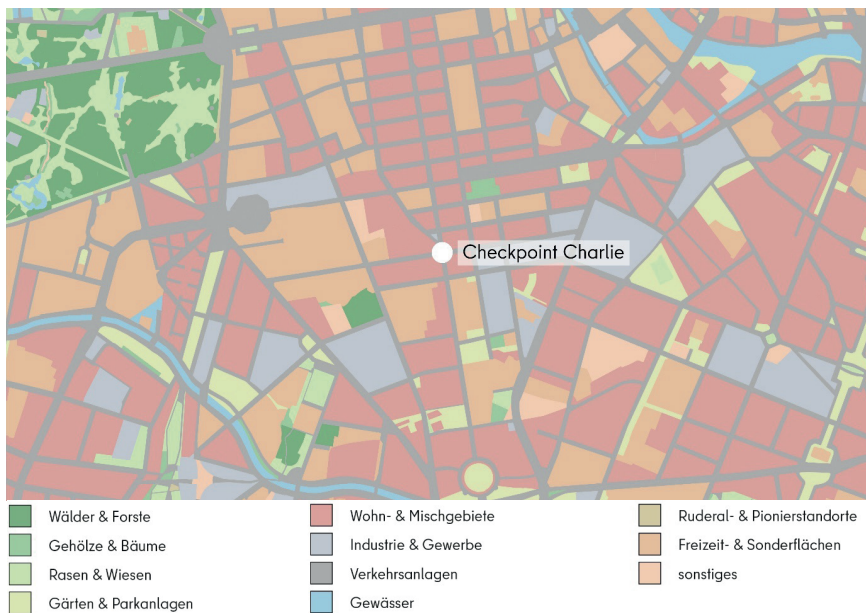 Checkpoint Charlie
Wälder & Forste
Gehölze & Bäume
Rasen & Wiesen
Gärten & Parkanlagen
Wohn- & Mischgebiete
Industrie & Gewerbe
Verkehrsanlagen
Gewässer
Ruderal- & Pionierstandorte
Freizeit- & Sonderflächen
sonstiges